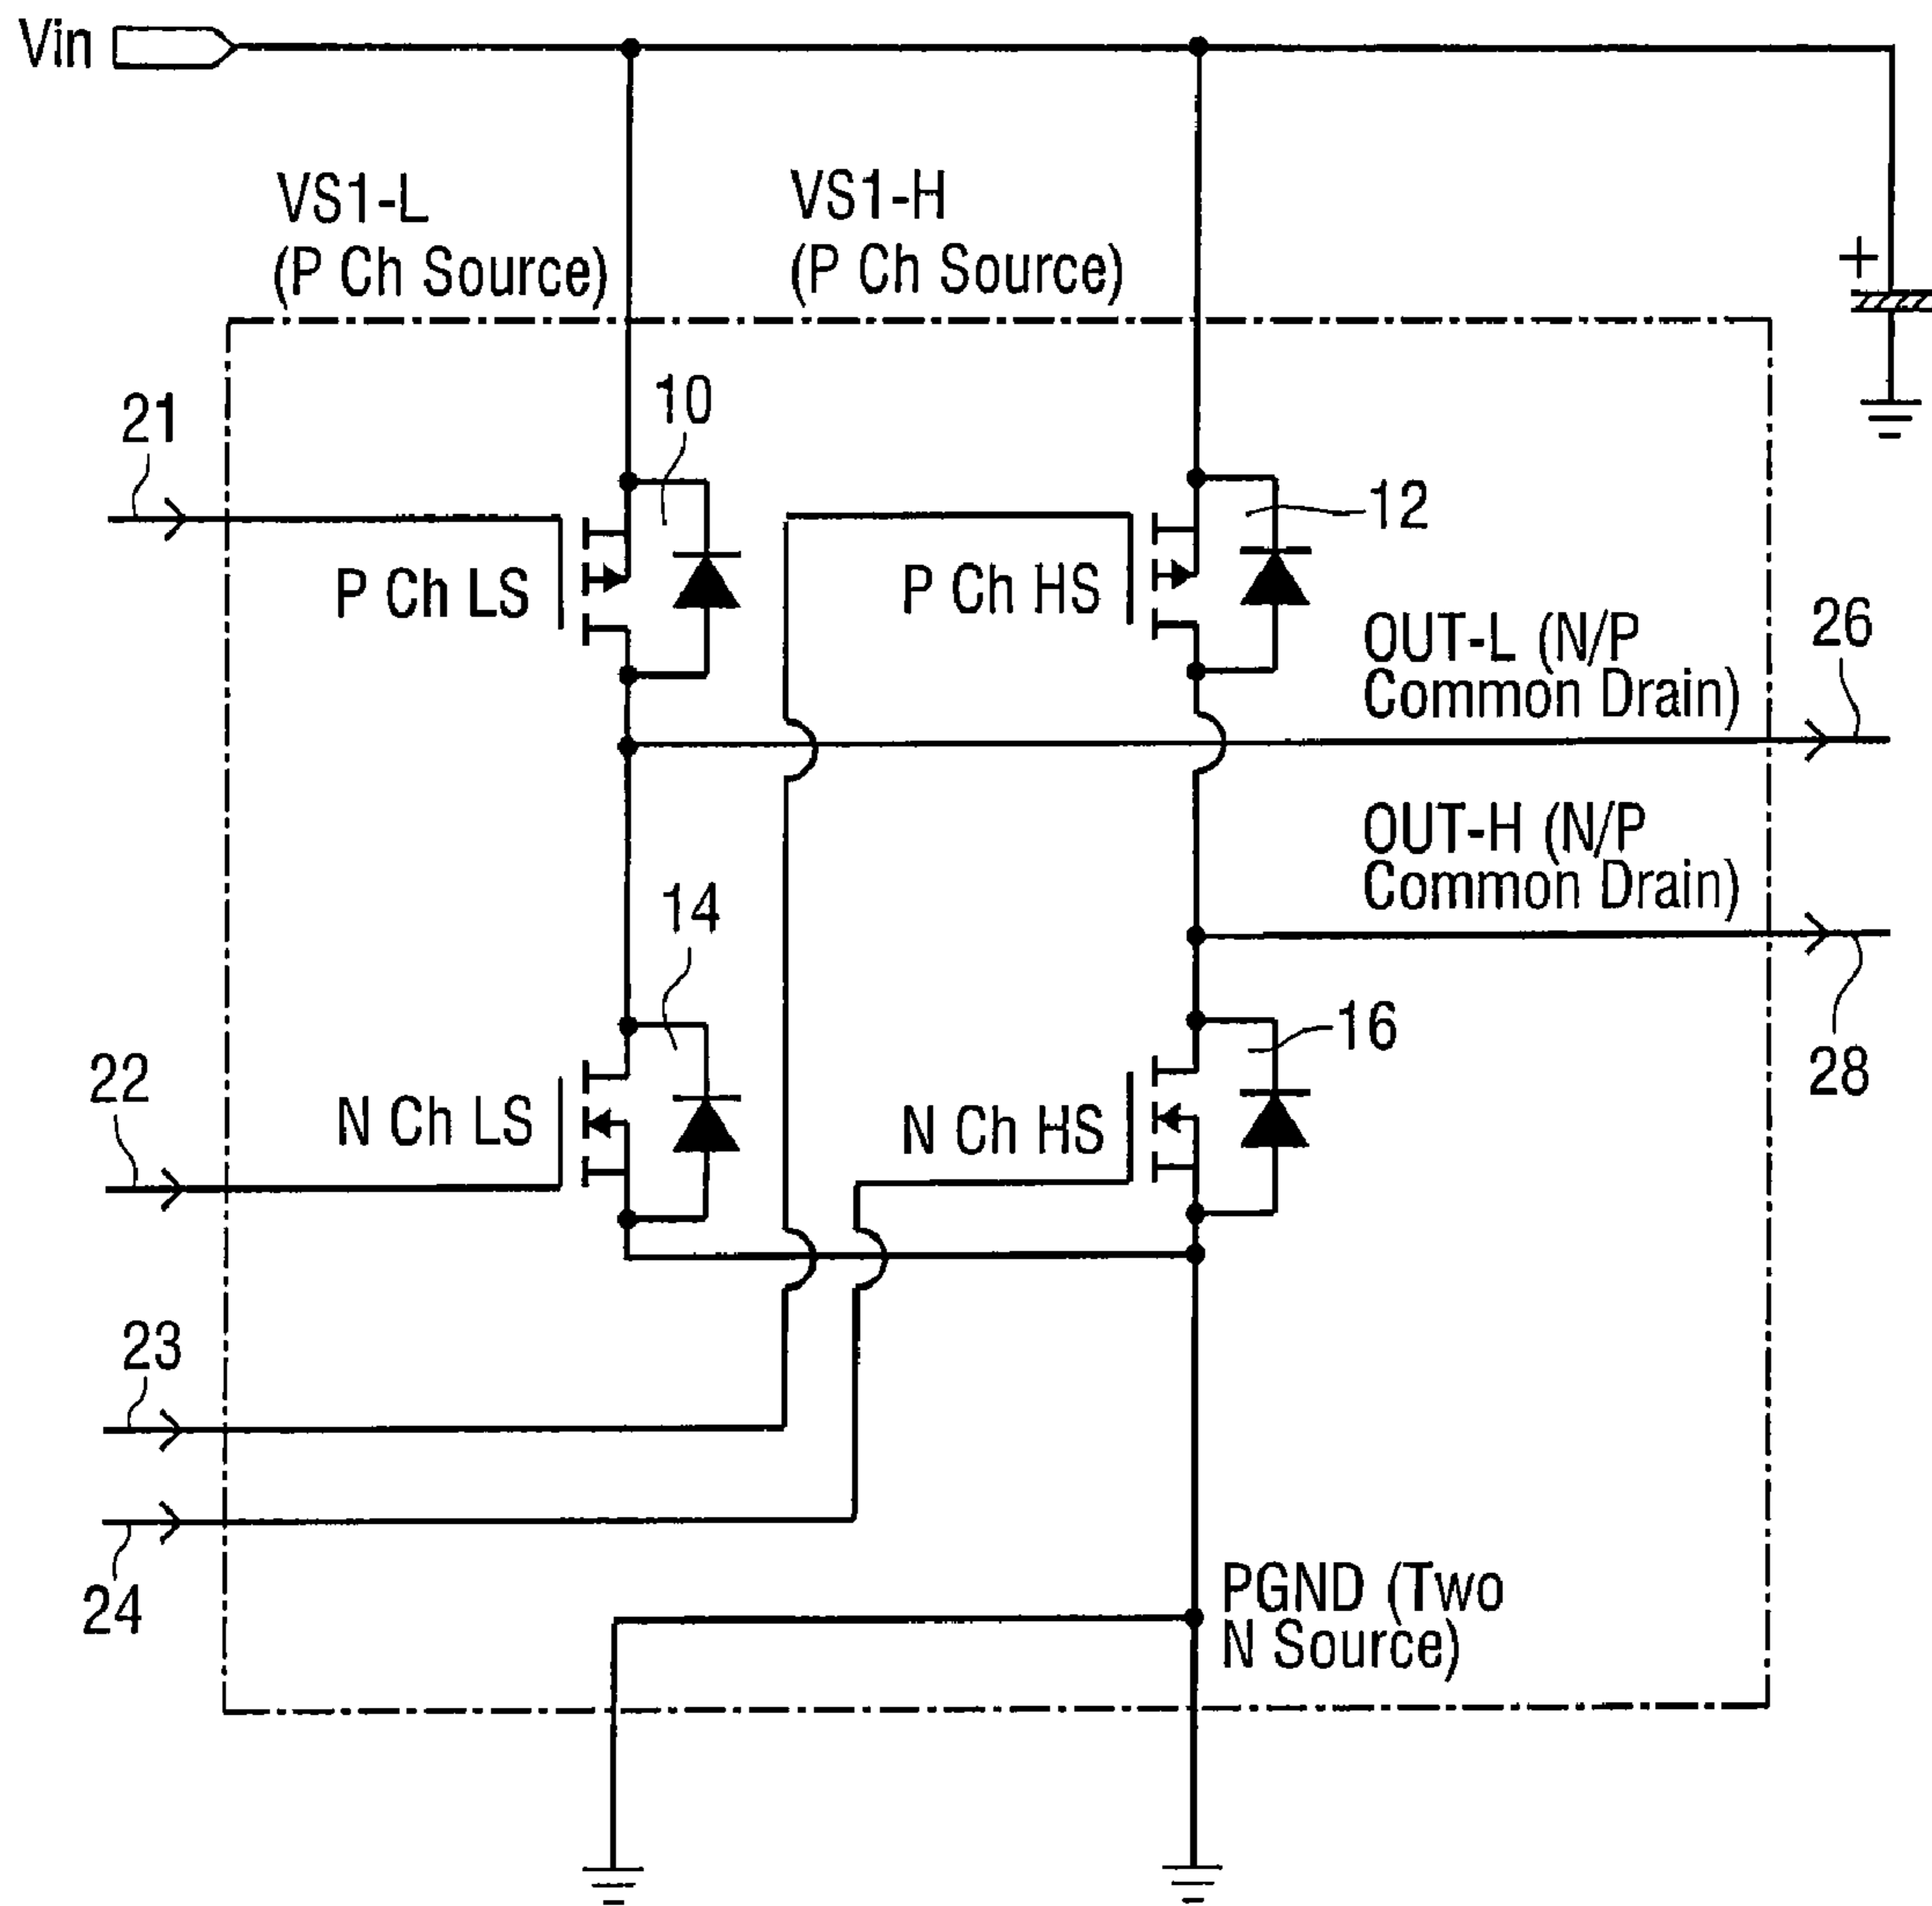 Vin
VS1-L
(P Ch Source)
VS1-H
(P Ch Source)
+
10
21
12
P Ch LS
P Ch HS
OUT-L (N/P
Common Drain)
26
OUT-H (N/P
Common Drain)
14
16
28
22
N Ch LS
N Ch HS
23
24
PGND (Two
N Source)